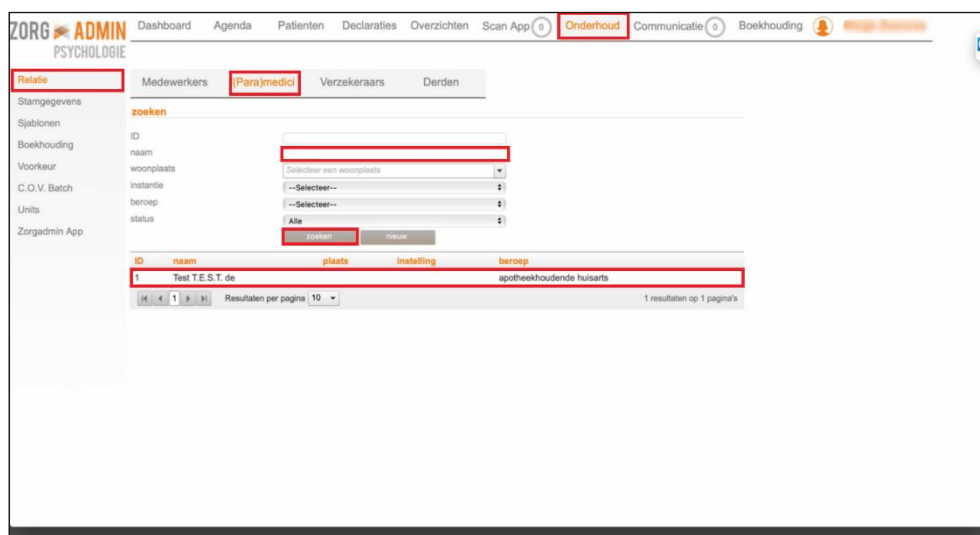 ZORG ADMIN
PSYCHOLOGIE
Dashboard Agenda Patienten Declaraties Overzichten Scan App 0 Onderhoud Communicatie 0 Boekhouding
Relatie
Stamgegevens
Sjablonen
Boekhouding
Voorkeur
C.O.V. Batch
Units
Zorgadmin App
Medewerkers (Para)medici Verzekeraars Derden
zoeken
ID
naam
woonplaats Selecteer een woonplaats
instantie --Selecteer--
beroep --Selecteer--
status Alle
zoeken nieuw
ID naam plaats instelling beroep
1 Test T.E.S.T. de apotheekhoudende huisarts
1 Resultaten per pagina 10 1 resultaten op 1 pagina's